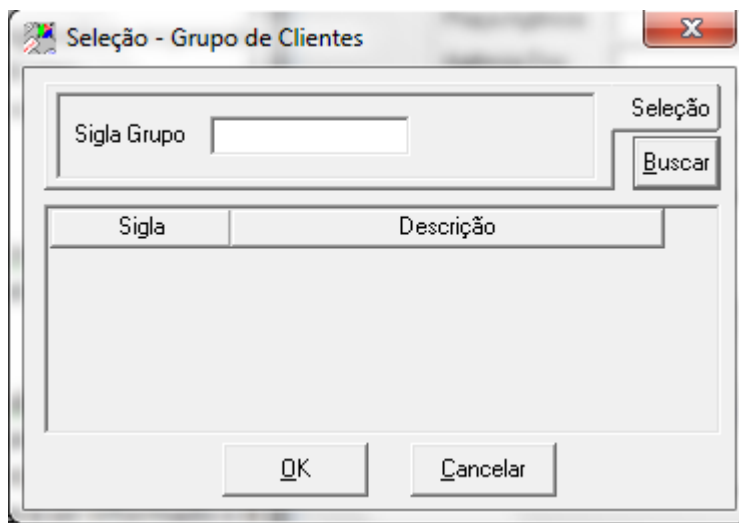 Seleção - Grupo de Clientes
Seleção
Sigla Grupo
Buscar
Sigla Descrição
OK Cancelar